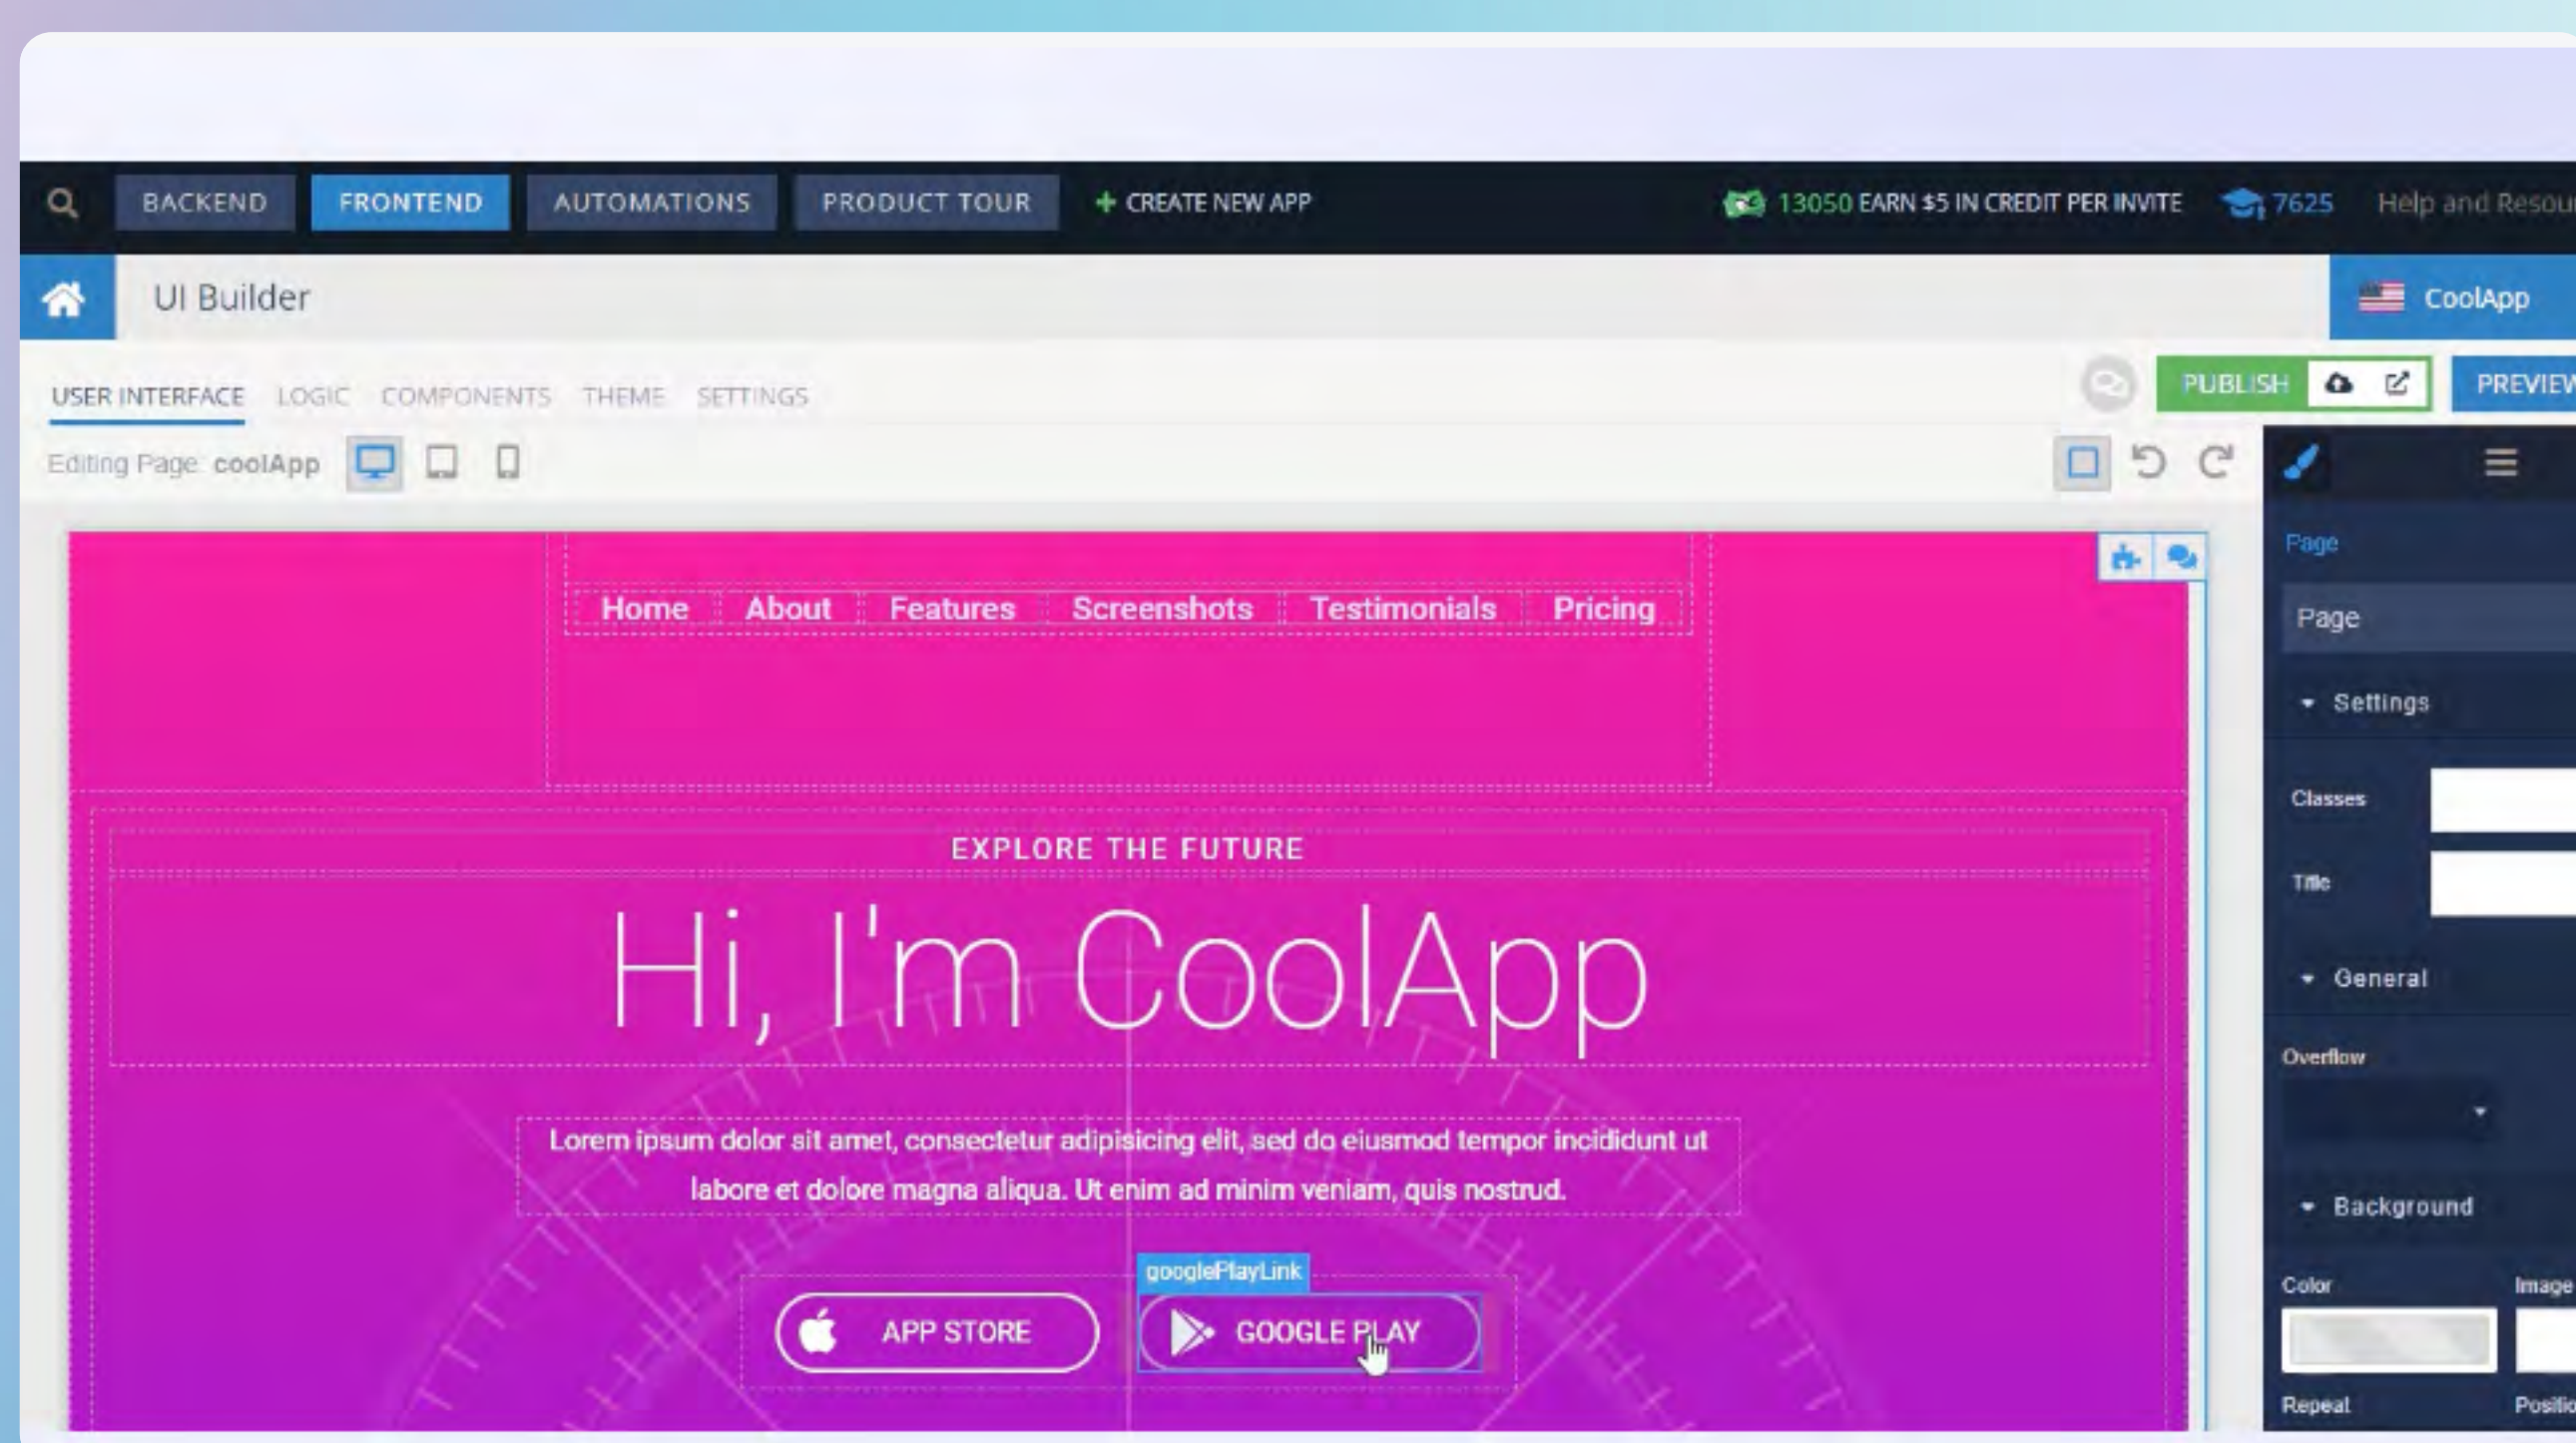 BACKEND FRONTEND AUTOMATIONS PRODUCT TOUR + CREATE NEW APP 13050 EARN $5 IN CREDIT PER INVITE 7625 Help and
UI Builder CoolApp
USER INTERFACE LOGIC COMPONENTS THEME SETTINGS PUBLISH PREVIEW
Editing Page: coolApp
Home About Features Screenshots Testimonials Pricing
EXPLORE THE FUTURE
Hi, I'm CoolApp
Lorem ipsum dolor sit amet, consectetur adipisicing elit, sed do eiusmod tempor incididunt ut
labore et dolore magna aliqua. Ut enim ad minim veniam, quis nostrud.
googlePlayLink
APP STORE GOOGLE PLAY
Page
Page
Settings
Classes
Title
General
Overflow
Background
Color Image
Repeat